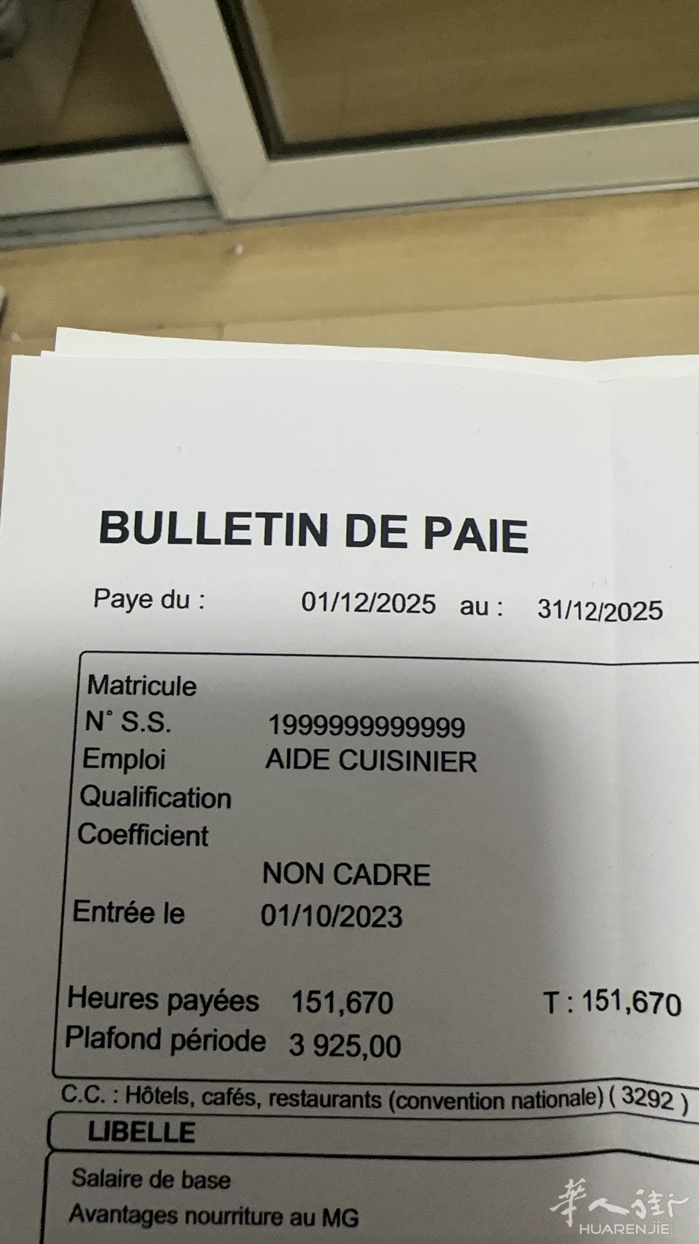 BULLETIN DE PAIE
Paye du : 01/12/2025 au : 31/12/2025
Matricule
N° S.S. 1999999999999
Emploi AIDE CUISINIER
Qualification
Coefficient
NON CADRE
Entrée le 01/10/2023
Heures payées 151,670 T : 151,670
Plafond période 3 925,00
C.C. : Hôtels, cafés, restaurants (convention nationale) ( 3292 )
LIBELLE
Salaire de base
Avantages nourriture au MG
華人街
HUARENJIE